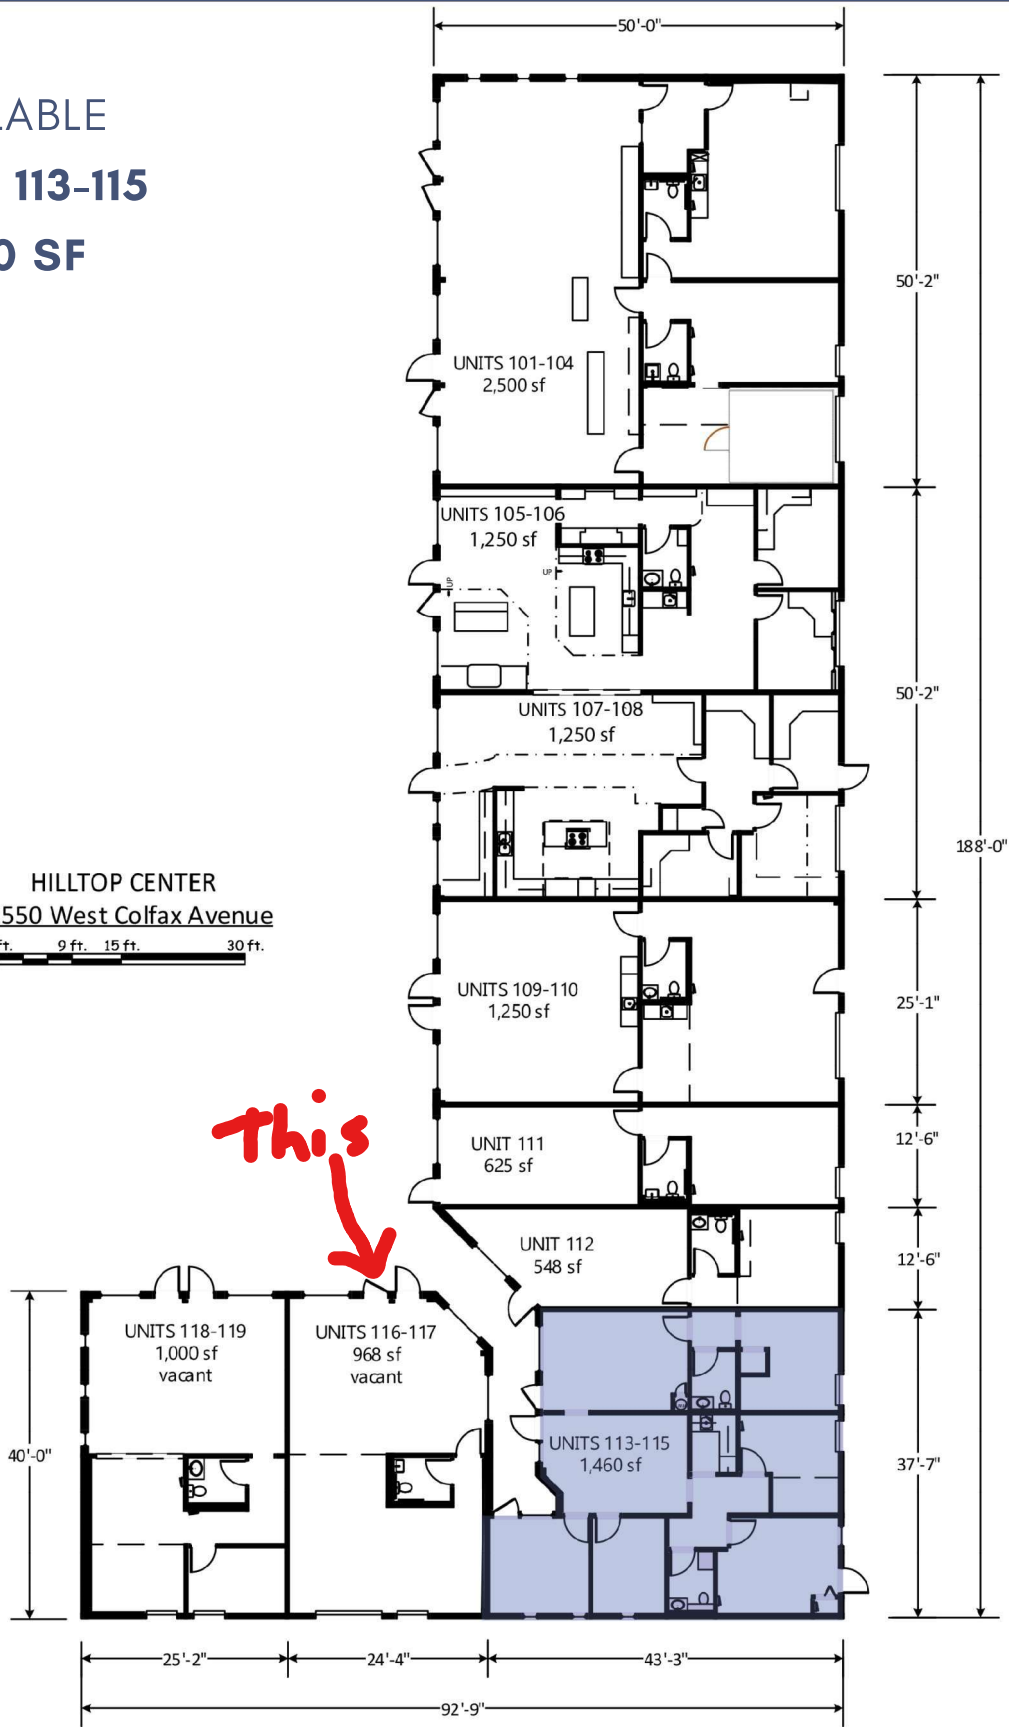 50'-0"
LABLE
113-115
0 SF
50'-2"
UNITS 101-104
2,500 sf
UNITS 105-106
1,250 sf
UP
UP
50'-2"
UNITS 107-108
1,250 sf
188'-0"
HILLTOP CENTER
550 West Colfax Avenue
ft. 9 ft. 15 ft. 30 ft.
UNITS 109-110
1,250 sf
25'-1"
This
UNIT 111
625 sf
12'-6"
UNIT 112
548 sf
12'-6"
UNITS 118-119
1,000 sf
vacant
UNITS 116-117
968 sf
vacant
40'-0"
UNITS 113-115
1,460 sf
37'-7"
25'-2"
24'-4"
43'-3"
92'-9"